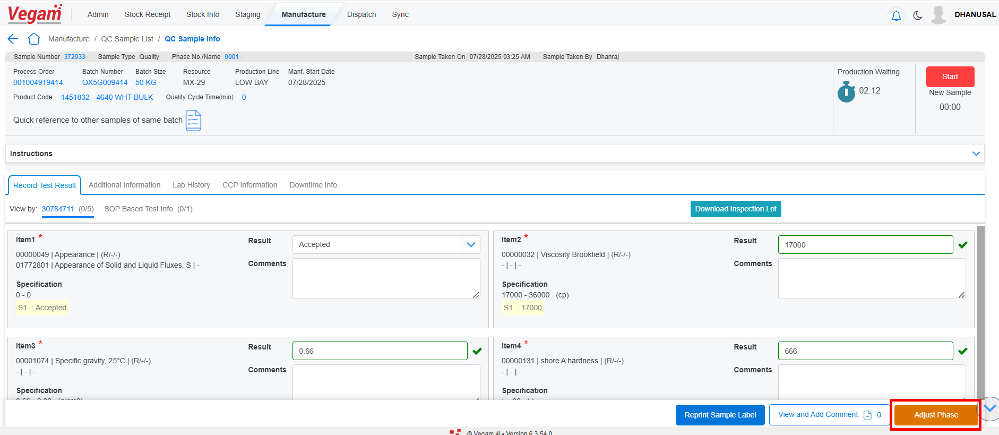 Vegam Admin Stock Receipt Stock Info Staging Manufacture Dispatch Sync DHANUSAL
Manufacture / QC Sample List / QC Sample Info
Sample Number 372933 Sample Type Quality Phase No./Name 0001 - Sample Taken On 07/28/2025 03:25 AM Sample Taken By Dhanraj
Process Order Batch Number Batch Size Resource Production Line Manf. Start Date Production Waiting Start
001004919414 OX5G009414 50 KG MX-29 LOW BAY 07/28/2025 02:12 New Sample
Product Code 1451832 - 4640 WHT BULK Quality Cycle Time(min) 0 00:00
Quick reference to other samples of same batch
Instructions
Record Test Result Additional Information Lab History CCP Information Downtime Info
View by: 30784711 (0/5) SOP Based Test Info (0/1) Download Inspection Lot
Item1 *
00000049 | Appearance | (R/-/-)
01772801 | Appearance of Solid and Liquid Fluxes, S | -
Specification
0 - 0
S1 : Accepted
Result Accepted
Comments
Item2 *
00000032 | Viscosity Brookfield | (R/-/-)
- | - | -
Specification
17000 - 36000 (cp)
S1 : 17000
Result 17000
Comments
Item3 *
00001074 | Specific gravity, 25°C | (R/-/-)
- | - | -
Specification
Result 0.66
Comments
Item4 *
00000131 | shore A hardness | (R/-/-)
- | - | -
Specification
Result 666
Comments
Reprint Sample Label View and Add Comment 0 Adjust Phase
© Vegam 4i • Version 6.3.54.0